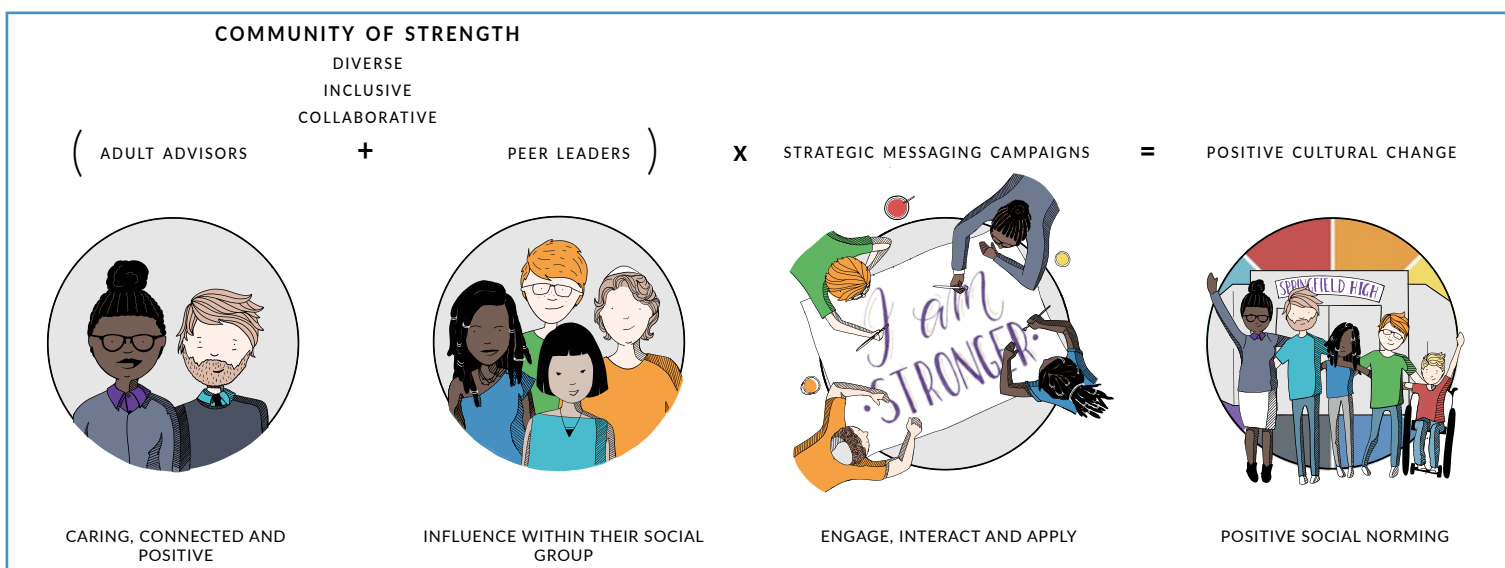 COMMUNITY OF STRENGTH
DIVERSE
INCLUSIVE
COLLABORATIVE
( ADULT ADVISORS + PEER LEADERS ) x STRATEGIC MESSAGING CAMPAIGNS = POSITIVE CULTURAL CHANGE
I am
·STRONGER·
SPRINGFIELD HIGH
CARING, CONNECTED AND
POSITIVE
INFLUENCE WITHIN THEIR SOCIAL
GROUP
ENGAGE, INTERACT AND APPLY
POSITIVE SOCIAL NORMING